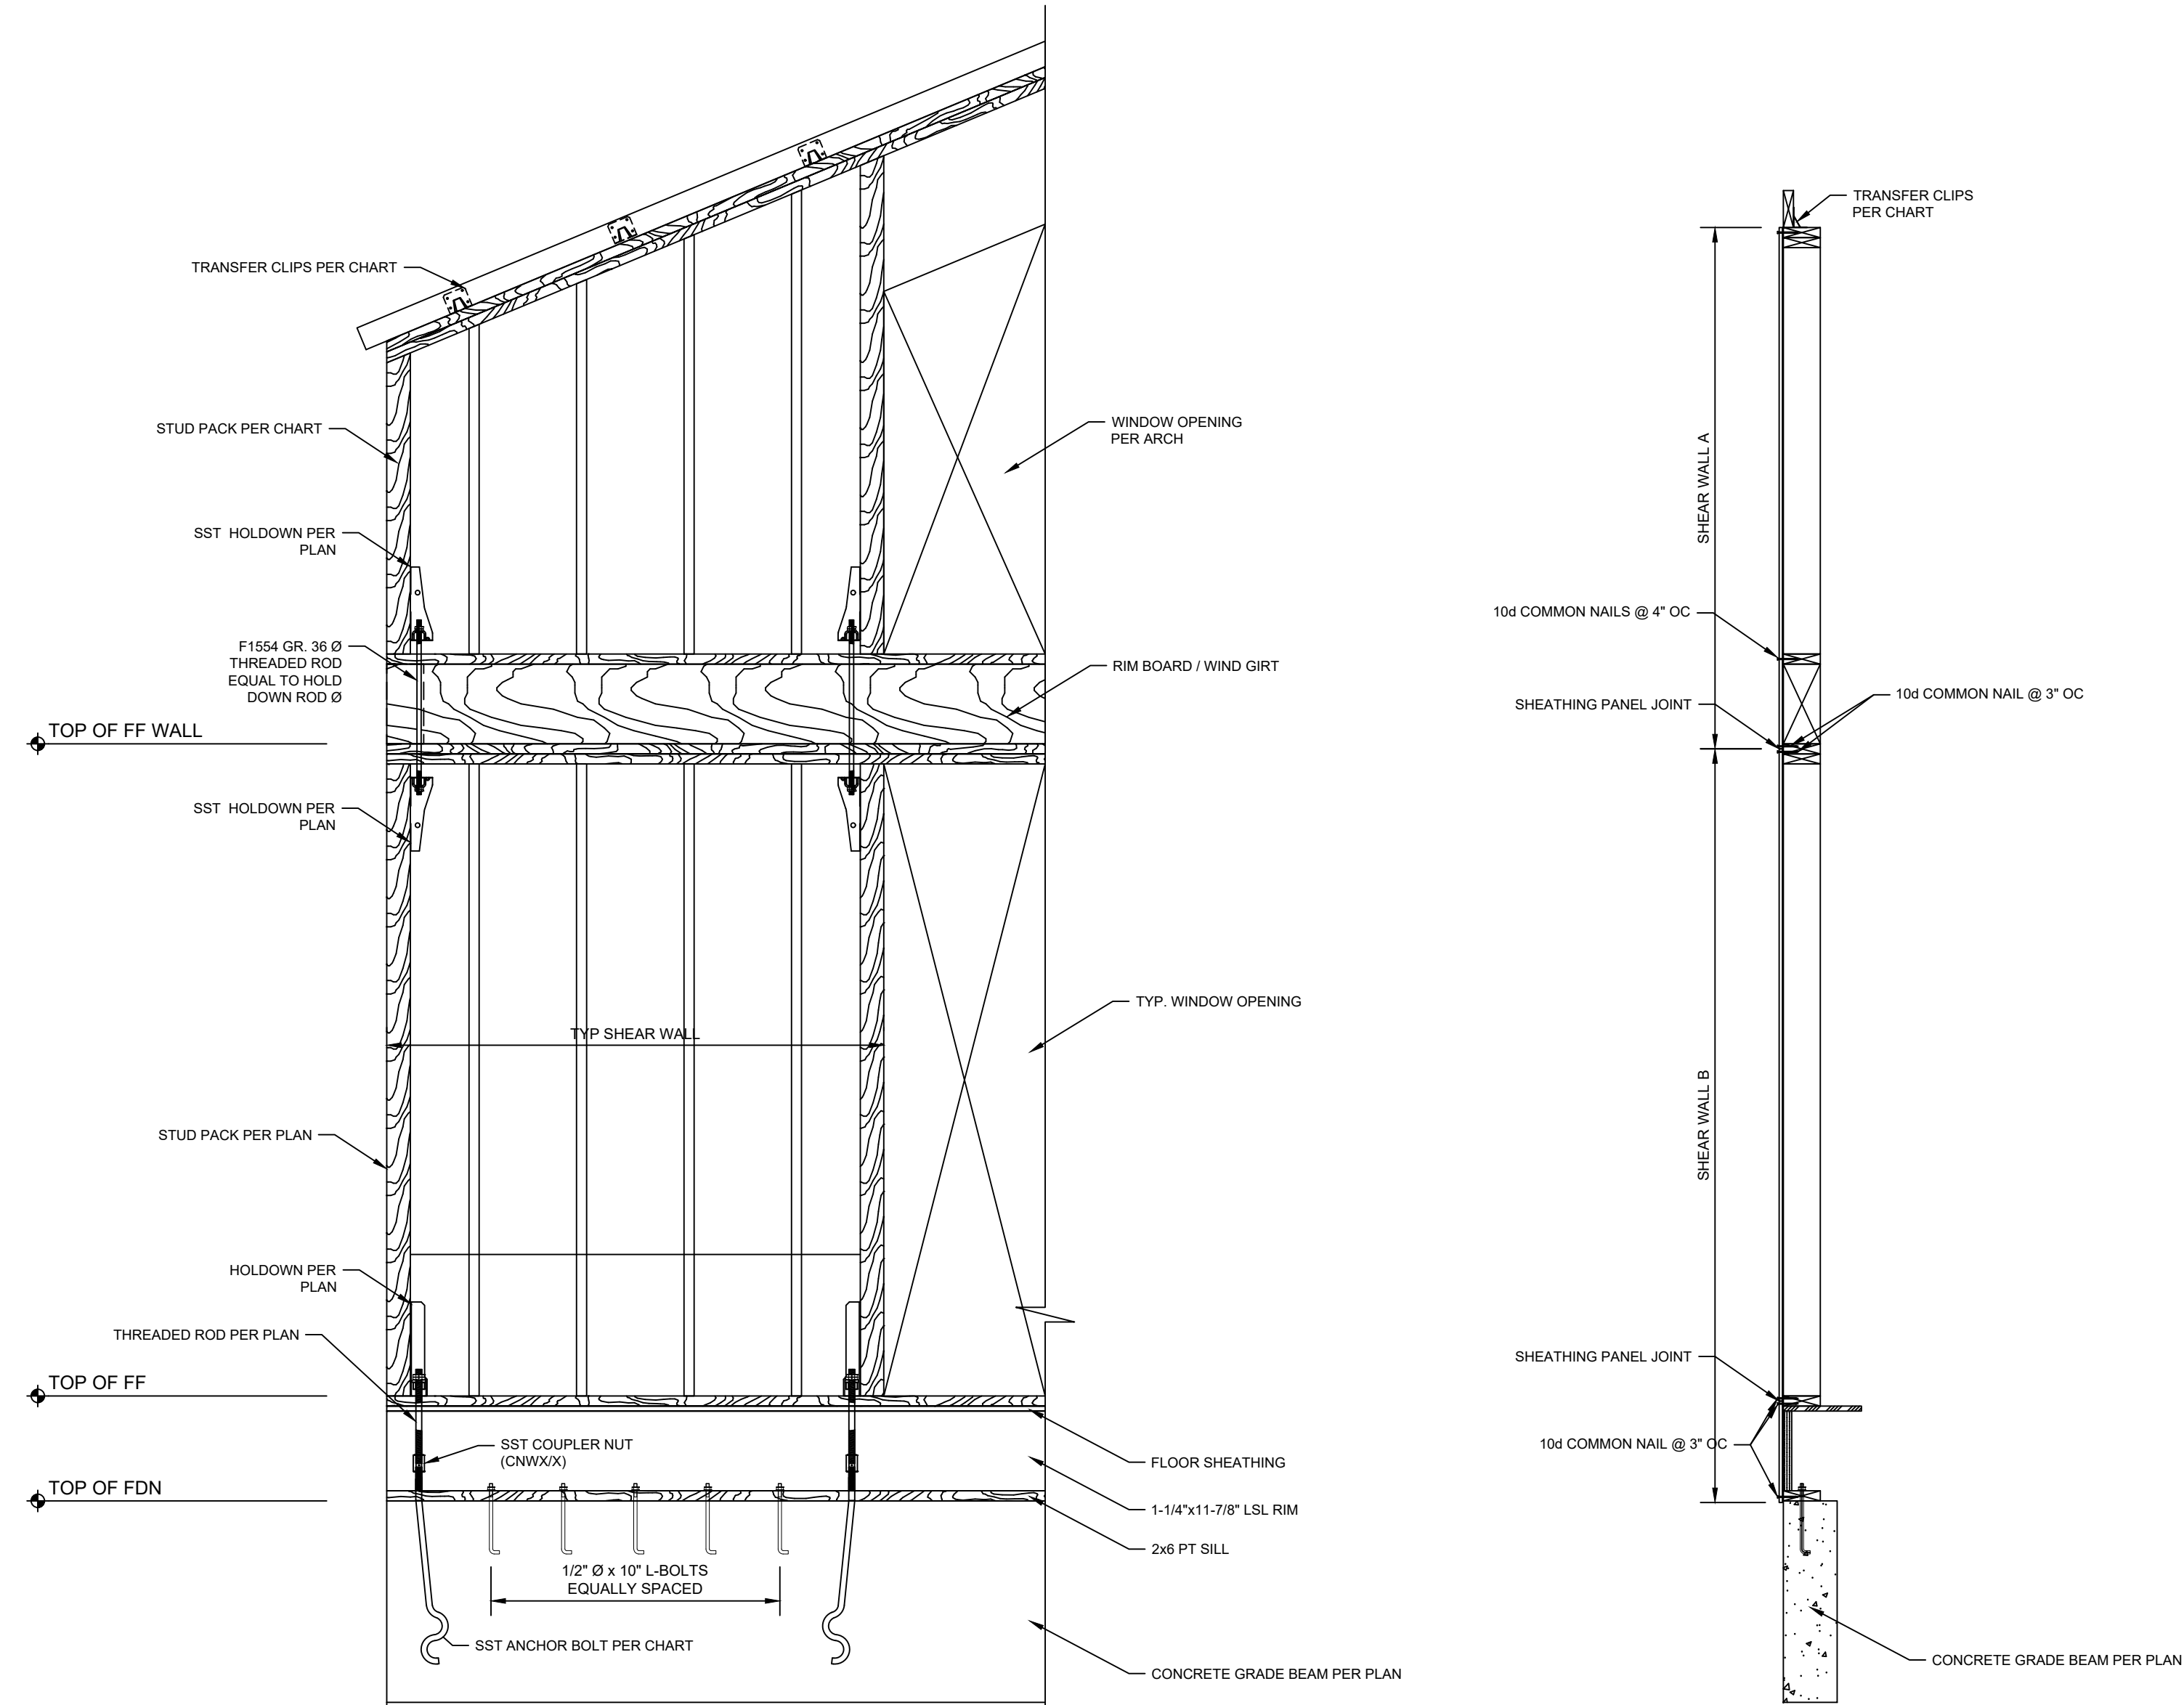 TRANSFER CLIPS PER CHART
STUD PACK PER CHART
SST HOLDOWN PER
PLAN
F1554 GR. 36 Ø
THREADED ROD
EQUAL TO HOLD
DOWN ROD Ø
TOP OF FF WALL
SST HOLDOWN PER
PLAN
TYP SHEAR WALL
STUD PACK PER PLAN
HOLDOWN PER
PLAN
THREADED ROD PER PLAN
TOP OF FF
SST COUPLER NUT
(CNWX/X)
TOP OF FDN
1/2" Ø x 10" L-BOLTS
EQUALLY SPACED
SST ANCHOR BOLT PER CHART
WINDOW OPENING
PER ARCH
RIM BOARD / WIND GIRT
TYP. WINDOW OPENING
FLOOR SHEATHING
1-1/4"x11-7/8" LSL RIM
2x6 PT SILL
CONCRETE GRADE BEAM PER PLAN
TRANSFER CLIPS
PER CHART
SHEAR WALL A
10d COMMON NAILS @ 4" OC
SHEATHING PANEL JOINT
10d COMMON NAIL @ 3" OC
SHEAR WALL B
SHEATHING PANEL JOINT
10d COMMON NAIL @ 3" OC
CONCRETE GRADE BEAM PER PLAN